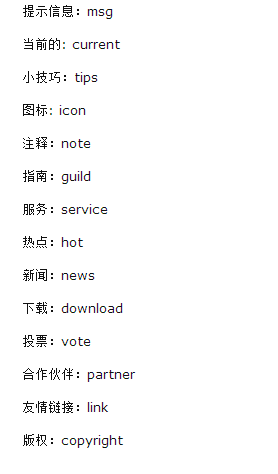 提示信息：msg
当前的: current
小技巧：tips
图标: icon
注释：note
指南：guild
服务：service
热点：hot
新闻：news
下载：download
投票：vote
合作伙伴：partner
友情链接：link
版权：copyright